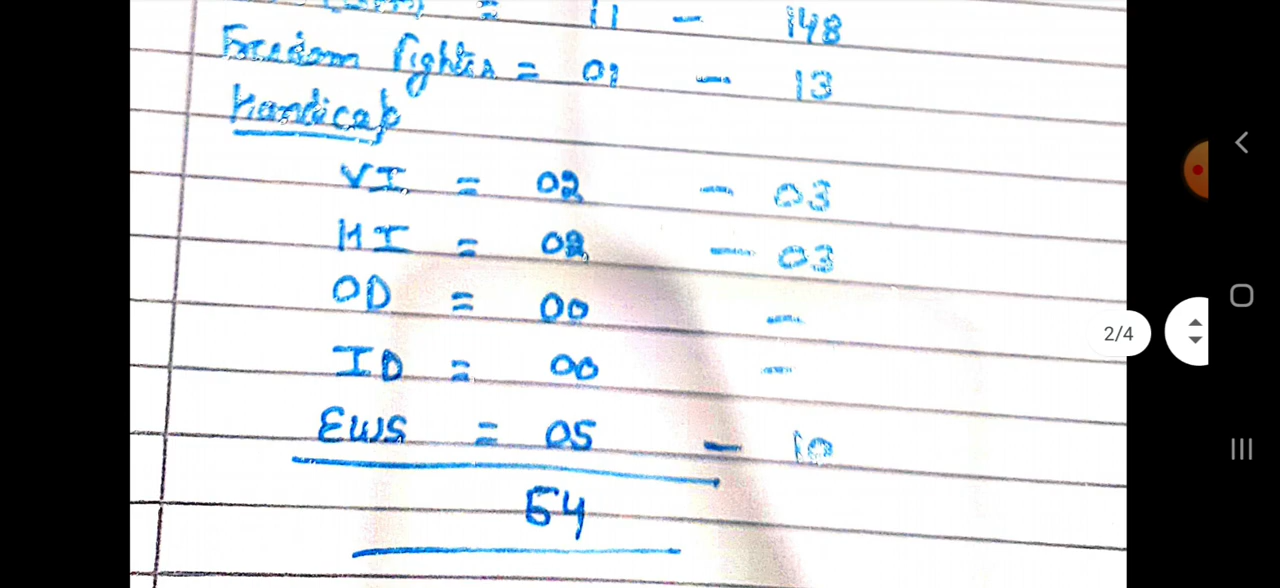 = 11 - 148
Freedom fighter = 01 - 13
Handicap
VI = 02 - 03
HI = 02 - 03
OD = 00 -
ID = 00 -
EWS = 05 - 10
54
2/4